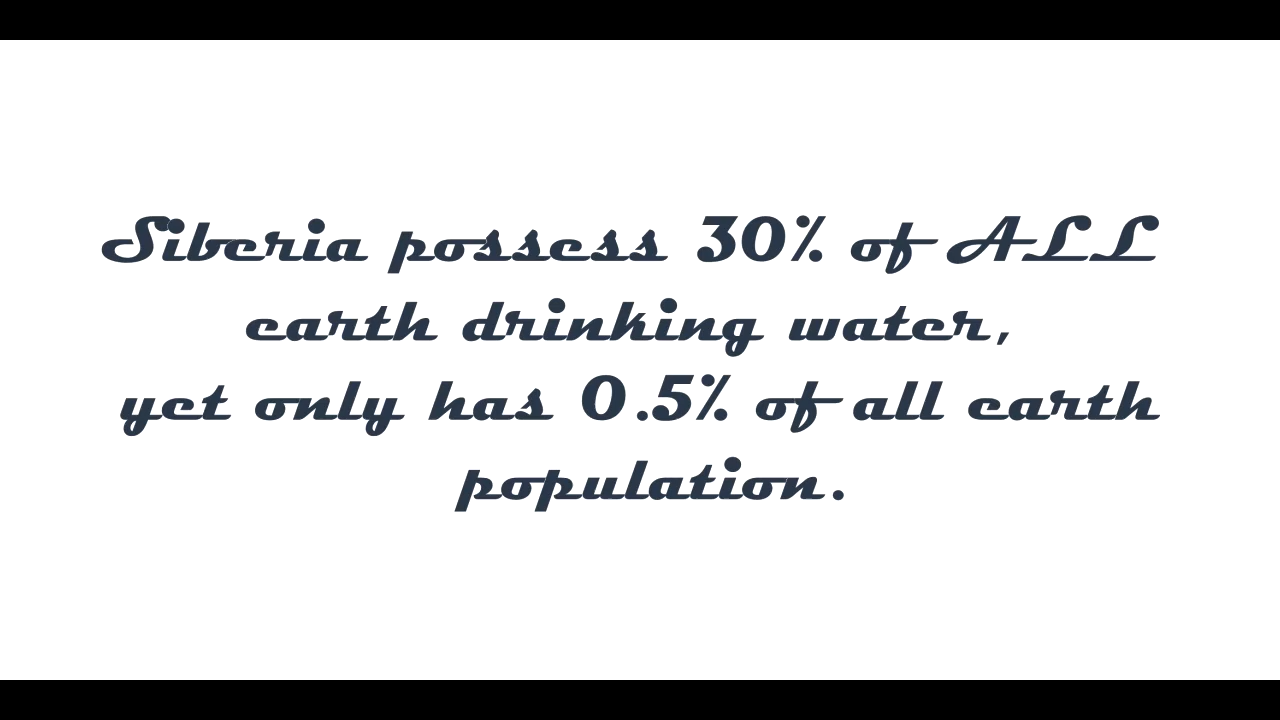 Siberia possess 30% of ALL
earth drinking water,
yet only has 0.5% of all earth
population.